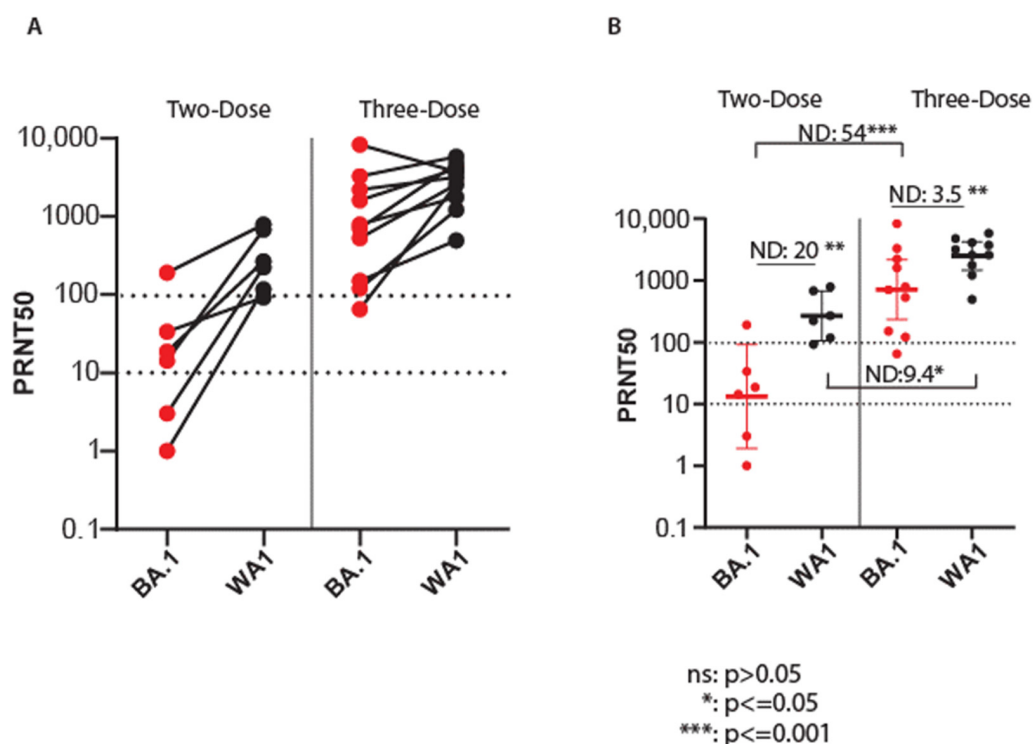 A
Two-Dose
Three-Dose
10,000
1000
100
10
1
0.1
PRNT50
BA.1
WA1
BA.1
WA1
B
Two-Dose
Three-Dose
ND: 54***
ND: 3.5 **
ND: 20 **
ND:9.4*
10,000
1000
100
10
1
0.1
PRNT50
BA.1
WA1
BA.1
WA1
ns: p>0.05
*: p<=0.05
***: p<=0.001